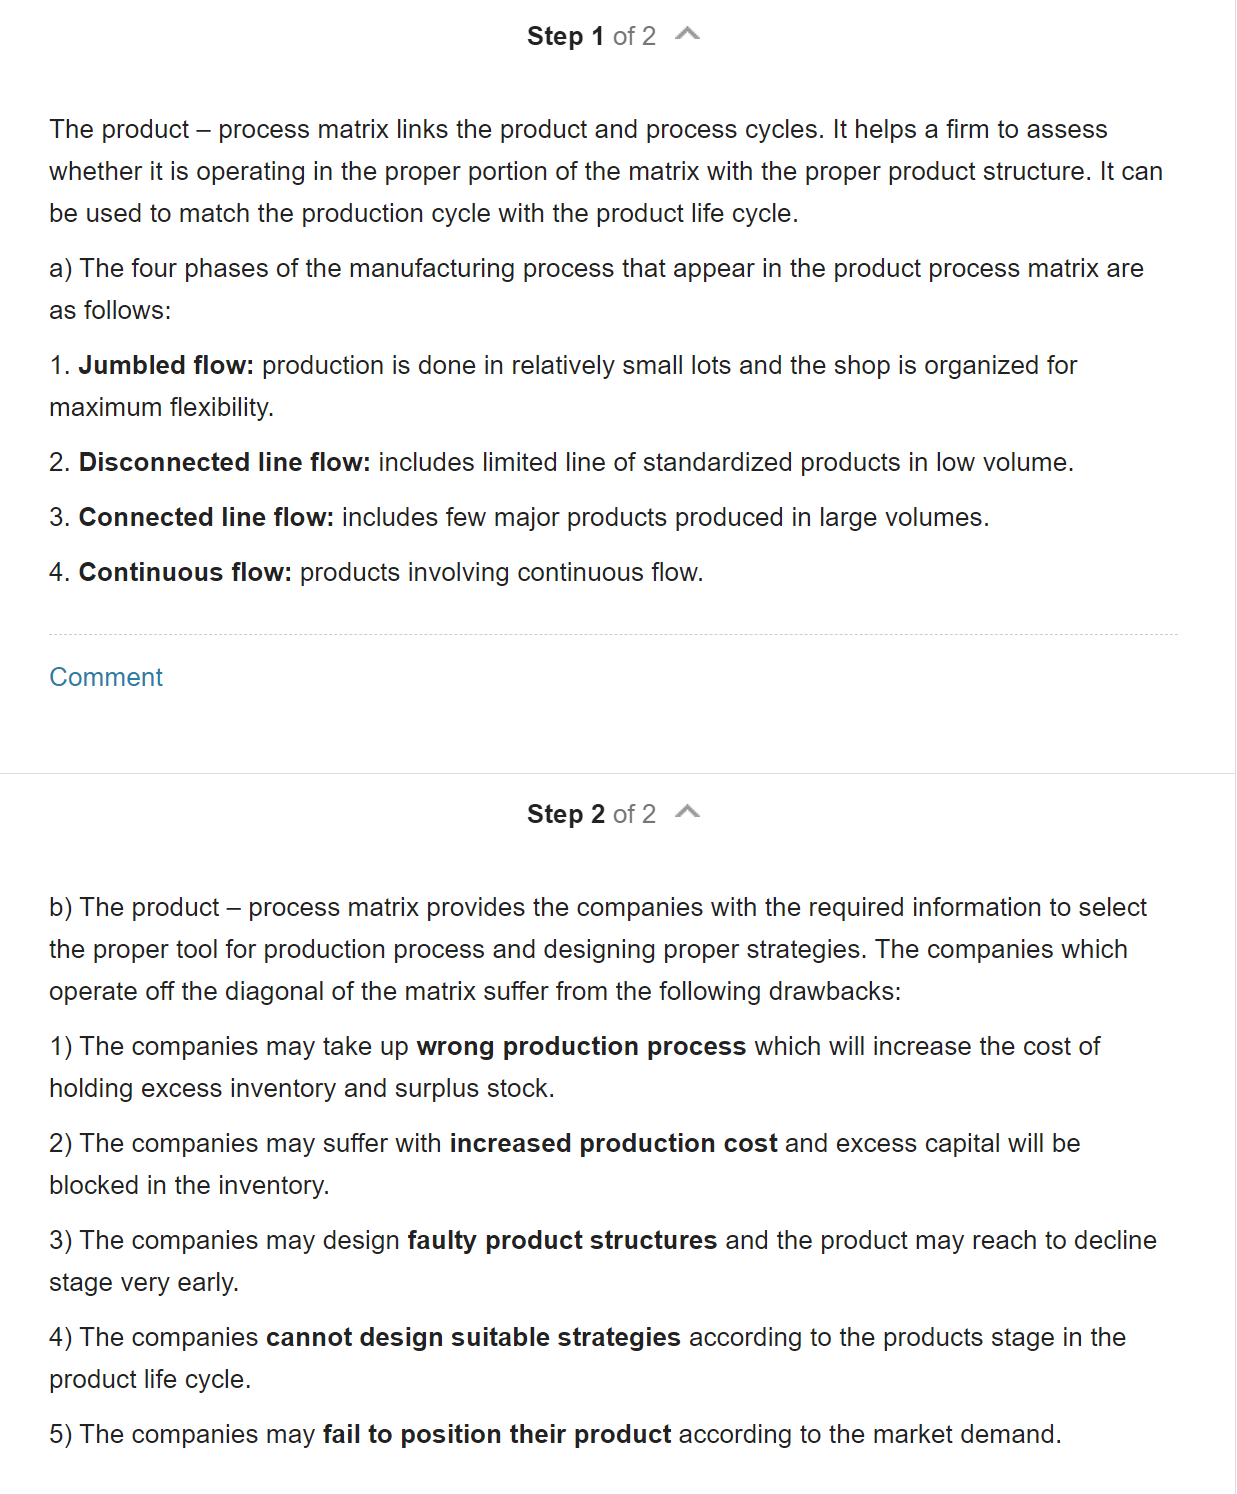 Step 1 of 2
The product – process matrix links the product and process cycles. It helps a firm to assess
whether it is operating in the proper portion of the matrix with the proper product structure. It can
be used to match the production cycle with the product life cycle.
a) The four phases of the manufacturing process that appear in the product process matrix are
as follows:
1. Jumbled flow: production is done in relatively small lots and the shop is organized for
maximum flexibility.
2. Disconnected line flow: includes limited line of standardized products in low volume.
3. Connected line flow: includes few major products produced in large volumes.
4. Continuous flow: products involving continuous flow.
Comment
Step 2 of 2
b) The product – process matrix provides the companies with the required information to select
the proper tool for production process and designing proper strategies. The companies which
operate off the diagonal of the matrix suffer from the following drawbacks:
1) The companies may take up wrong production process which will increase the cost of
holding excess inventory and surplus stock.
2) The companies may suffer with increased production cost and excess capital will be
blocked in the inventory.
3) The companies may design faulty product structures and the product may reach to decline
stage very early.
4) The companies cannot design suitable strategies according to the products stage in the
product life cycle.
5) The companies may fail to position their product according to the market demand.